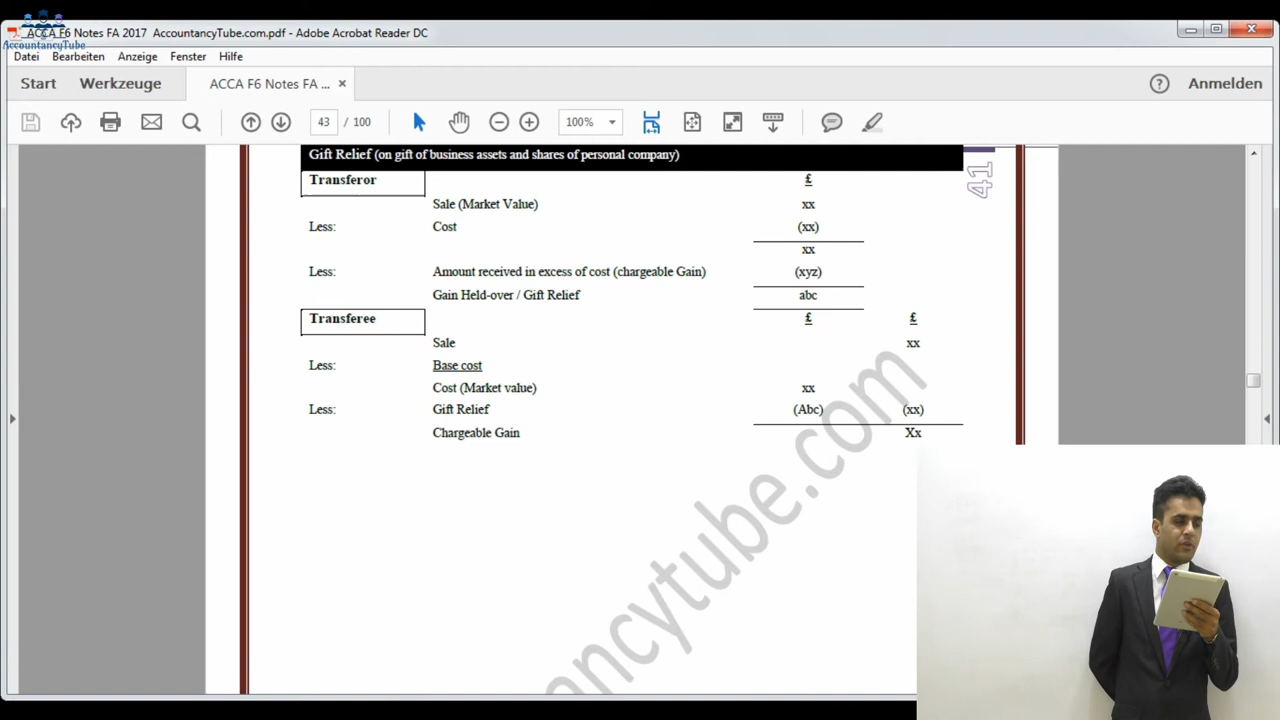 ACCA F6 Notes FA 2017 AccountancyTube.com.pdf - Adobe Acrobat Reader DC
AccountancyTube
Datei Bearbeiten Anzeige Fenster Hilfe
Start Werkzeuge ACCA F6 Notes FA ... × ? Anmelden
43 / 100 100%
Gift Relief (on gift of business assets and shares of personal company)
41
Transferor £
Sale (Market Value) xx
Less: Cost (xx)
xx
Less: Amount received in excess of cost (chargeable Gain) (xyz)
Gain Held-over / Gift Relief abc
Transferee £ £
Sale xx
Less: Base cost
Cost (Market value) xx
Less: Gift Relief (Abc) (xx)
Chargeable Gain Xx
ancytube.com